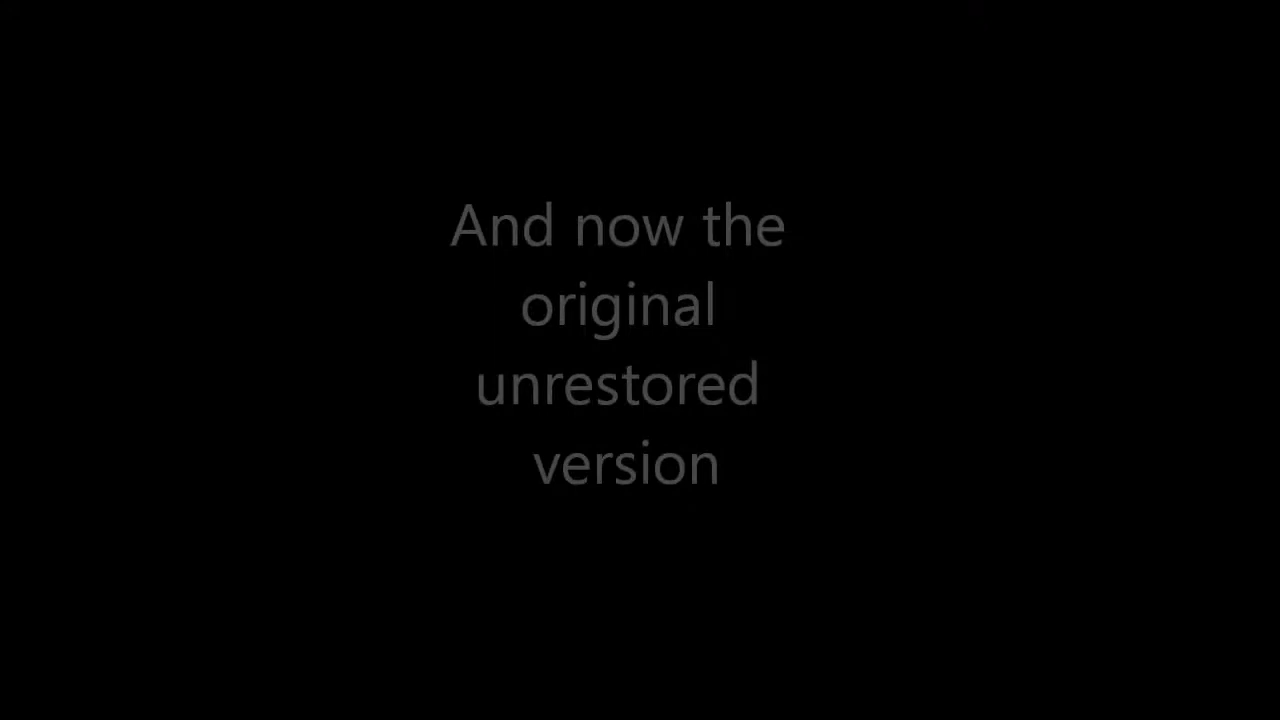 And now the
original
unrestored
version